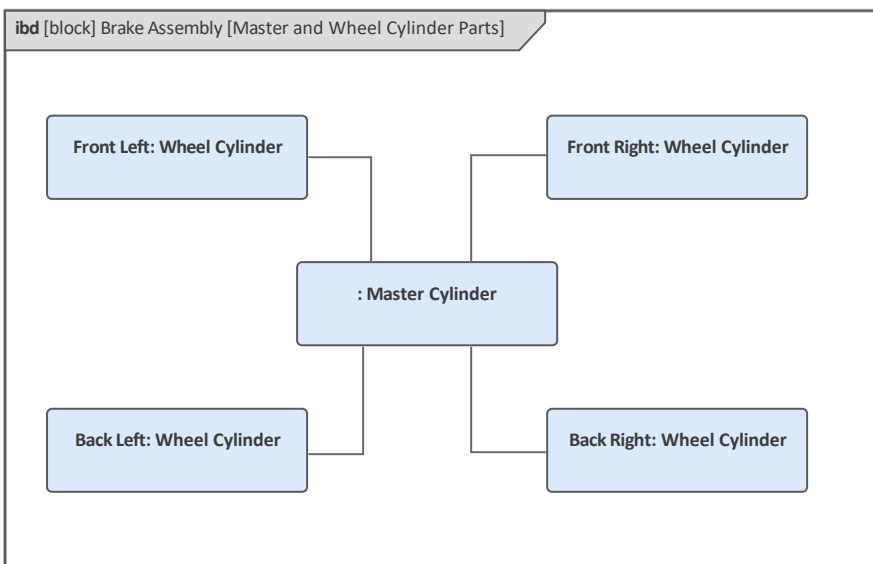 ibd [block] Brake Assembly [Master and Wheel Cylinder Parts]
Front Left: Wheel Cylinder
Front Right: Wheel Cylinder
: Master Cylinder
Back Left: Wheel Cylinder
Back Right: Wheel Cylinder